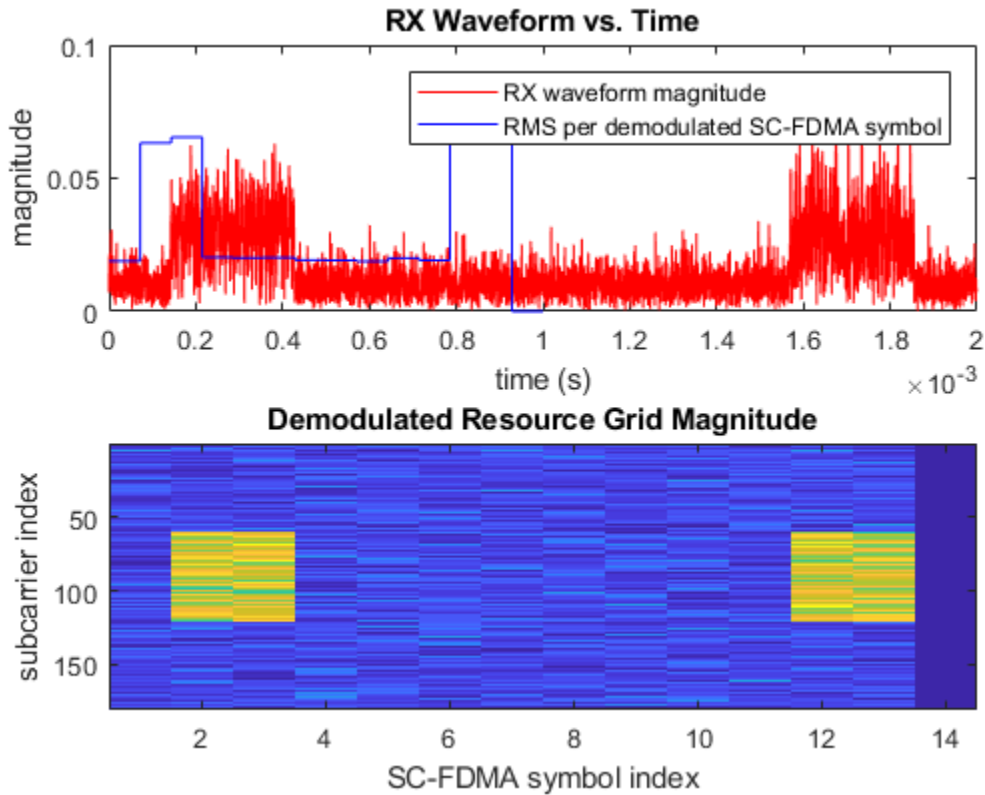 RX Waveform vs. Time
0.1
0.05
0
magnitude
RX waveform magnitude
RMS per demodulated SC-FDMA symbol
0 0.2 0.4 0.6 0.8 1 1.2 1.4 1.6 1.8 2
time (s)
×10⁻³
Demodulated Resource Grid Magnitude
50
100
150
subcarrier index
2 4 6 8 10 12 14
SC-FDMA symbol index